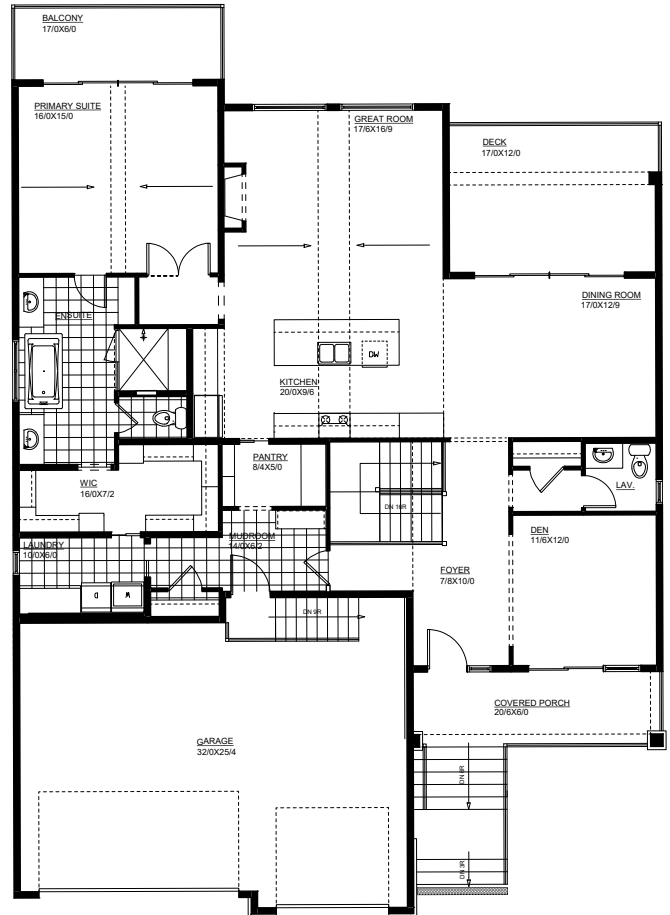 BALCONY
17/0X6/0
PRIMARY SUITE
16/0X15/0
GREAT ROOM
17/6X16/9
DECK
17/0X12/0
DINING ROOM
17/0X12/9
ENSUITE
DW
KITCHEN
20/0X9/6
PANTRY
8/4X5/0
WIC
16/0X7/2
DN 16R
LAV.
DEN
11/6X12/0
MUDROOM
14/0X6/2
LAUNDRY
10/0X6/0
FOYER
7/8X10/0
D
W
DN 9R
COVERED PORCH
20/6X6/0
GARAGE
32/0X25/4
DN 6R
DN 3R